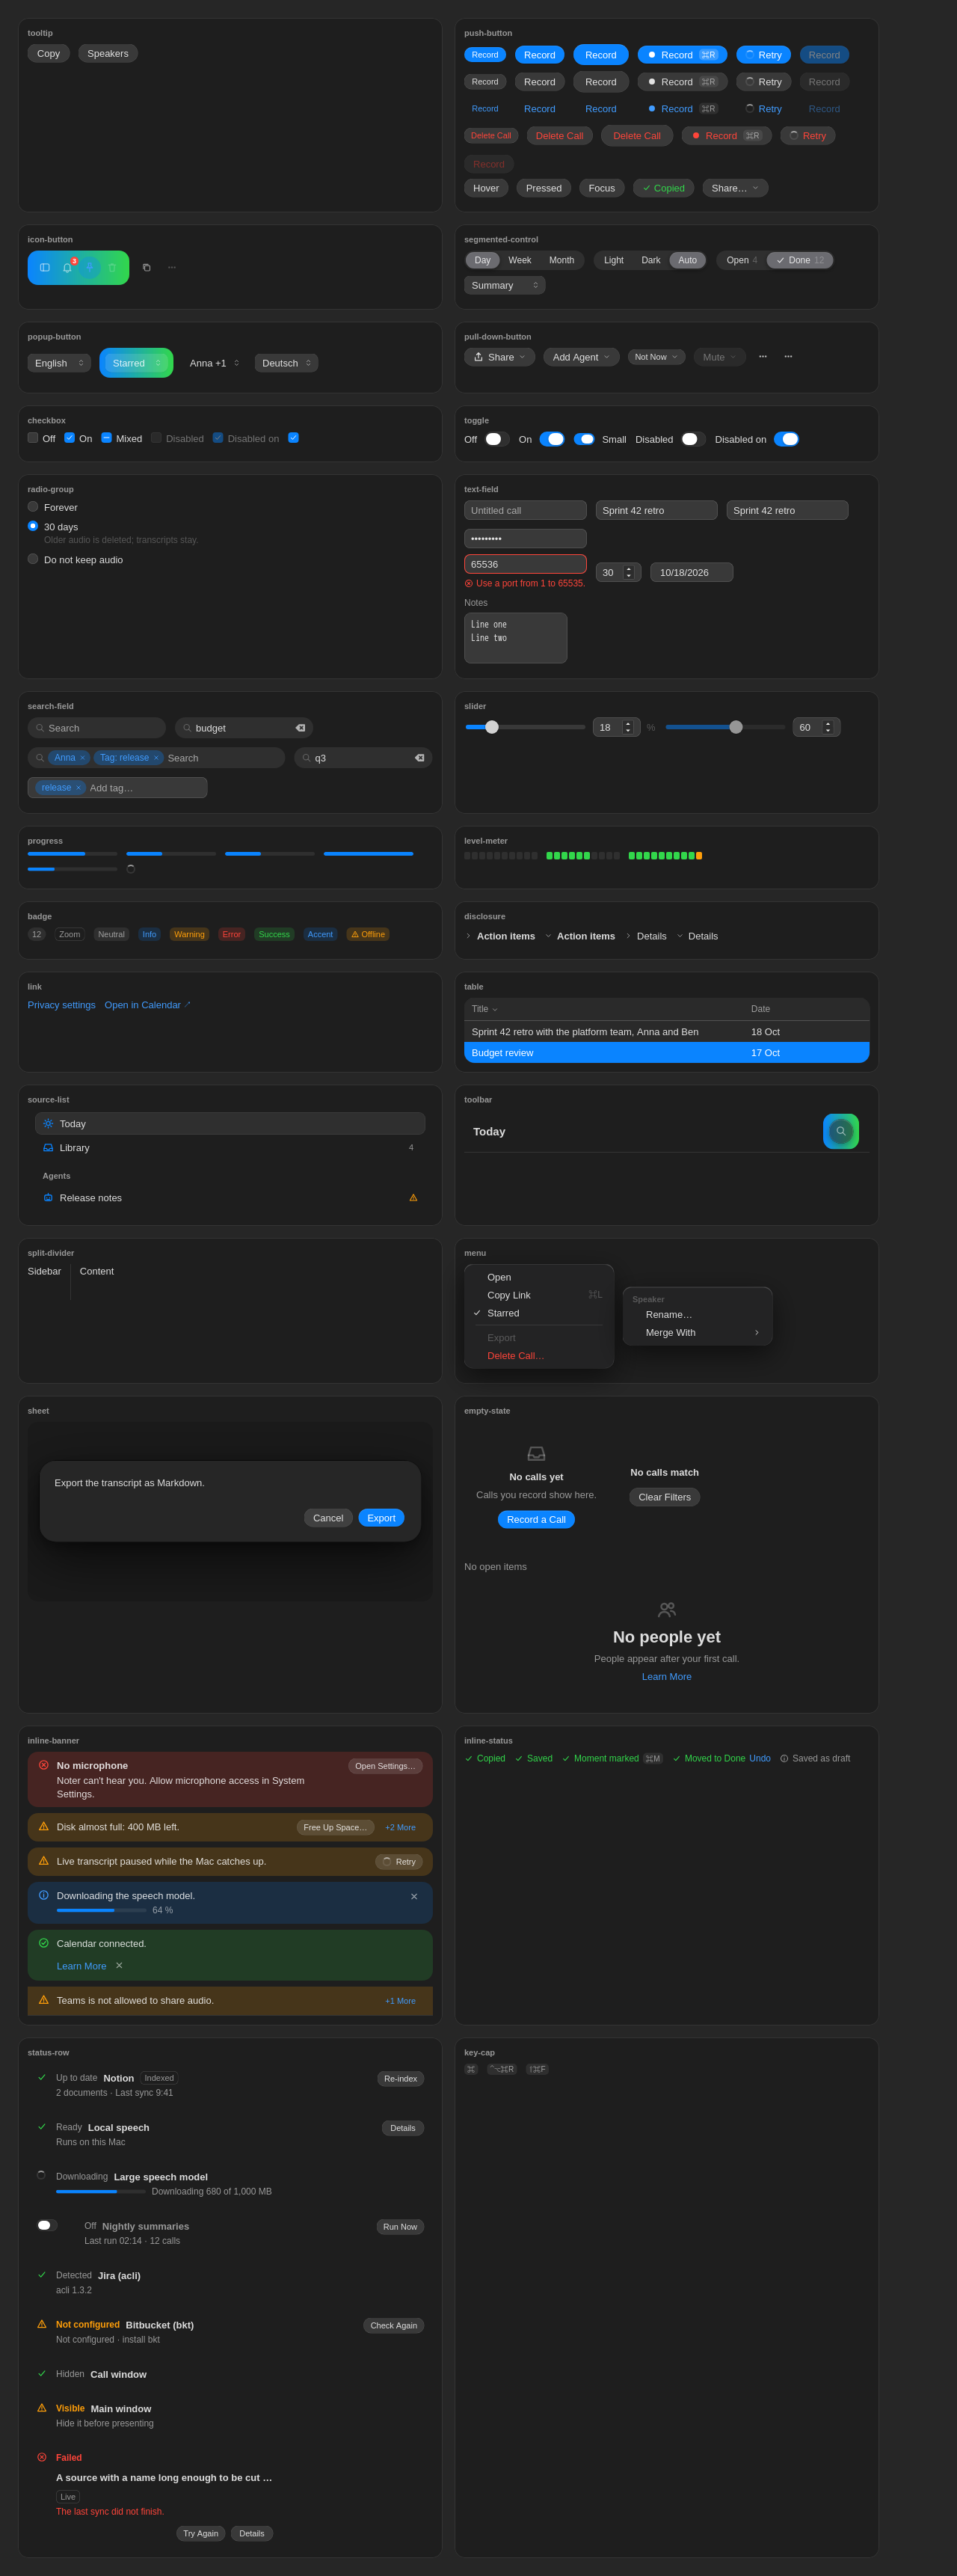 tooltip
Copy Speakers
push-button
Record Record Record Record ⌘R Retry Record
Record Record Record Record ⌘R Retry Record
Record Record Record Record ⌘R Retry Record
Delete Call Delete Call Delete Call Record ⌘R Retry
Record
Hover Pressed Focus Copied Share…
icon-button
3
segmented-control
Day Week Month Light Dark Auto Open 4 Done 12
Summary
popup-button
English Starred Anna +1 Deutsch
pull-down-button
Share Add Agent Not Now Mute
checkbox
Off On Mixed Disabled Disabled on
toggle
Off On Small Disabled Disabled on
radio-group
Forever
30 days
Older audio is deleted; transcripts stay.
Do not keep audio
text-field
Untitled call Sprint 42 retro Sprint 42 retro
•••••••••
65536 30 10/18/2026
Use a port from 1 to 65535.
Notes
Line one
Line two
search-field
Search budget
Anna × Tag: release × Search q3
release × Add tag…
slider
18 % 60
progress
level-meter
badge
12 Zoom Neutral Info Warning Error Success Accent Offline
disclosure
Action items Action items Details Details
link
Privacy settings Open in Calendar ↗
table
Title Date
Sprint 42 retro with the platform team, Anna and Ben 18 Oct
Budget review 17 Oct
source-list
Today
Library 4
Agents
Release notes
toolbar
Today
split-divider
Sidebar Content
menu
Open
Copy Link ⌘L
Starred
Export
Delete Call…
Speaker
Rename…
Merge With
sheet
Export the transcript as Markdown.
Cancel Export
empty-state
No calls yet
Calls you record show here.
Record a Call
No calls match
Clear Filters
No open items
No people yet
People appear after your first call.
Learn More
inline-banner
No microphone Open Settings…
Noter can't hear you. Allow microphone access in System
Settings.
Disk almost full: 400 MB left. Free Up Space… +2 More
Live transcript paused while the Mac catches up. Retry
Downloading the speech model.
64 %
Calendar connected.
Learn More
Teams is not allowed to share audio. +1 More
inline-status
Copied Saved Moment marked ⌘M Moved to Done Undo Saved as draft
status-row
Up to date Notion Indexed Re-index
2 documents · Last sync 9:41
Ready Local speech Details
Runs on this Mac
Downloading Large speech model
Downloading 680 of 1,000 MB
Off Nightly summaries Run Now
Last run 02:14 · 12 calls
Detected Jira (acli)
acli 1.3.2
Not configured Bitbucket (bkt) Check Again
Not configured · install bkt
Hidden Call window
Visible Main window
Hide it before presenting
Failed
A source with a name long enough to be cut …
Live
The last sync did not finish.
Try Again Details
key-cap
⌘ ⌃⌥⌘R ⇧⌘F